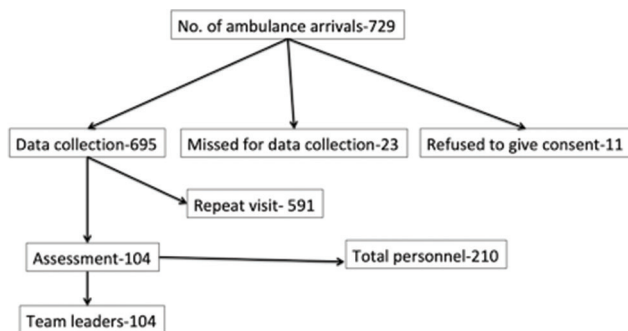 No. of ambulance arrivals-729
Data collection-695
Missed for data collection-23
Refused to give consent-11
Repeat visit- 591
Assessment-104
Total personnel-210
Team leaders-104